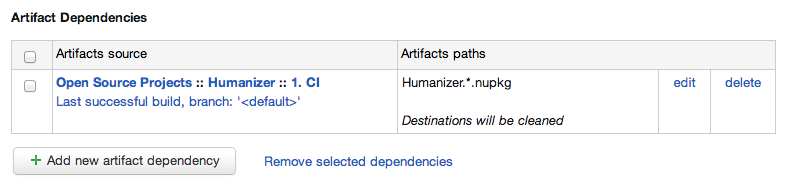 Artifact Dependencies
Artifacts source Artifacts paths
Open Source Projects :: Humanizer :: 1. CI Humanizer.*.nupkg edit delete
Last successful build, branch: '<default>'
Destinations will be cleaned
+ Add new artifact dependency Remove selected dependencies